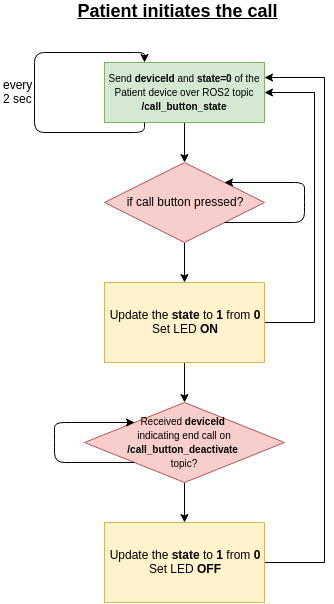 Patient initiates the call
every
2 sec
Send deviceId and state=0 of the
Patient device over ROS2 topic
/call_button_state
if call button pressed?
Update the state to 1 from 0
Set LED ON
Received deviceId
indicating end call on
/call_button_deactivate
topic?
Update the state to 1 from 0
Set LED OFF